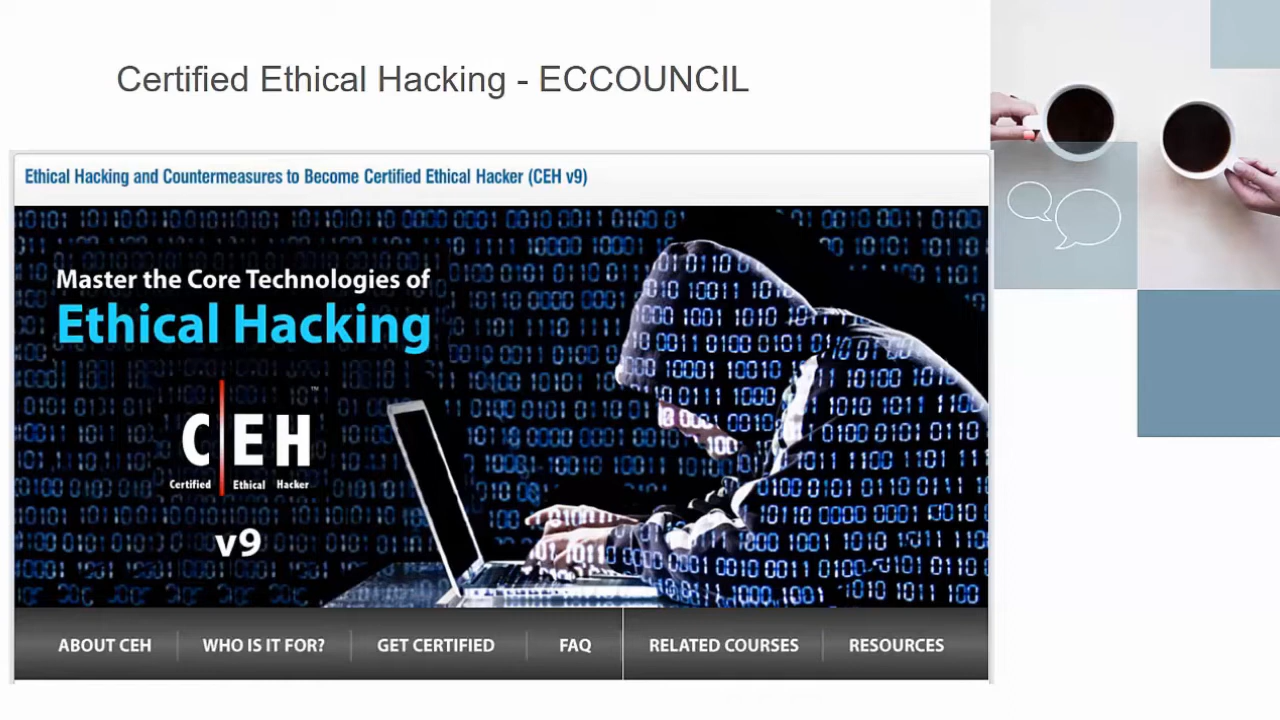 Certified Ethical Hacking - ECCOUNCIL
Ethical Hacking and Countermeasures to Become Certified Ethical Hacker (CEH v9)
Master the Core Technologies of
Ethical Hacking
C EH ™
Certified Ethical Hacker
v9
ABOUT CEH WHO IS IT FOR? GET CERTIFIED FAQ RELATED COURSES RESOURCES